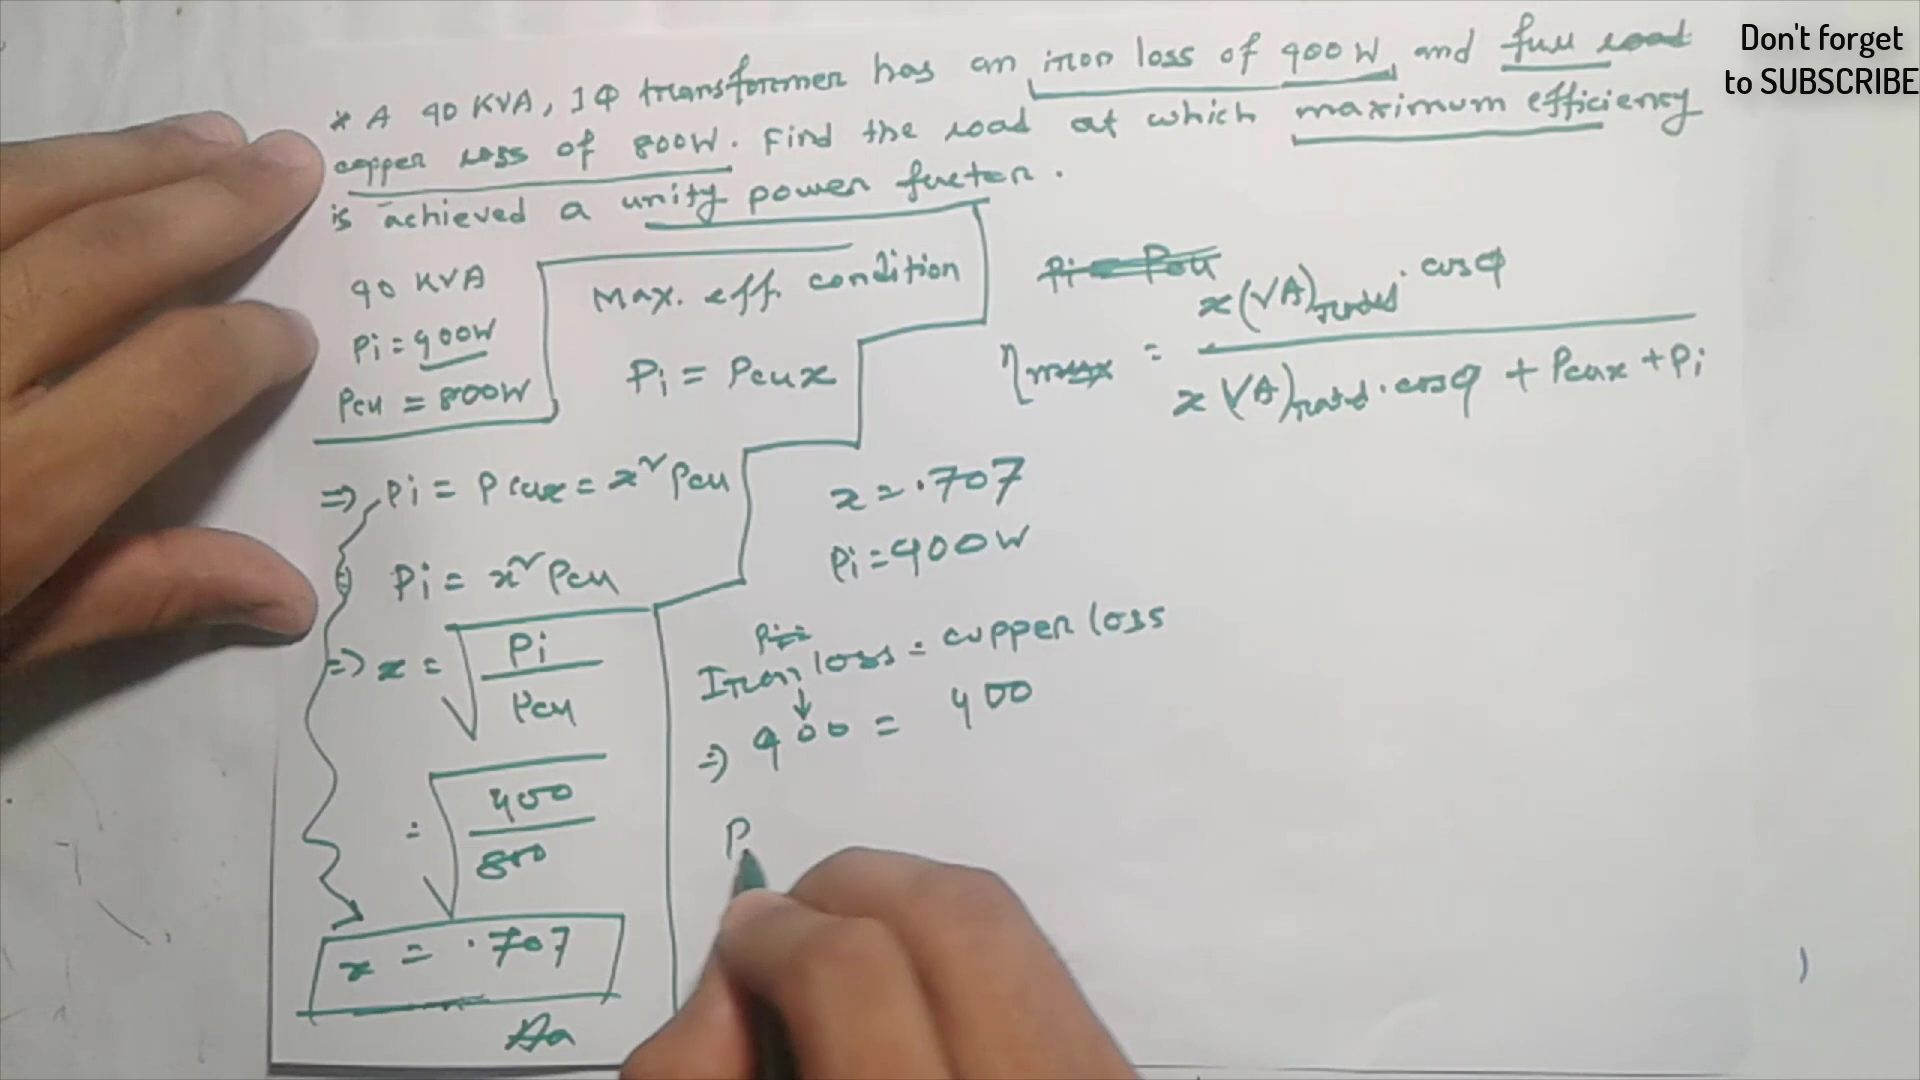 Don't forget
to SUBSCRIBE
* A 40 KVA, 1Φ transformer has an iron loss of 400 W, and full load
copper loss of 800W. Find the load at which maximum efficiency
is achieved a unity power factor.
40 KVA
Pi = 400W
Pcu = 800W
Max. eff. condition
Pi = Pcux
⇒ Pi = Pcux = x² Pcu
Pi = x² Pcu
⇒ x = √ Pi / Pcu
= √ 400 / 800
x = .707
x = .707
Pi = 400W
Iron loss = copper loss
⇒ 400 = 400
P
ηmax = x(VA)rated . cosφ
x(VA)rated . cosφ + Pcux + Pi